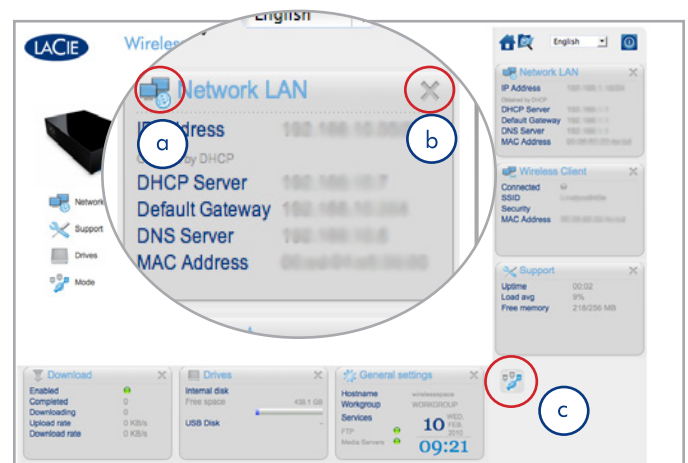 LACIE
Wireles
English
English
Network LAN
IP Address
Obtained by DHCP
DHCP Server
Default Gateway
DNS Server
MAC Address
Wireless Client
Connected
SSID
Security
MAC Address
Support
Uptime 00:02
Load avg 9%
Free memory 218/256 MB
Network LAN
a
b
by DHCP
DHCP Server
Default Gateway
DNS Server
MAC Address
Network
Support
Drives
Mode
Download
Enabled
Completed 0
Downloading 0
Upload rate 0 KB/s
Download rate 0 KB/s
Drives
Internal disk
Free space 438.1 GB
USB Disk -
General settings
Hostname wirelessspace
Workgroup WORKGROUP
Services
FTP
Media Servers
10 WED.
FEB.
2010
09:21
c